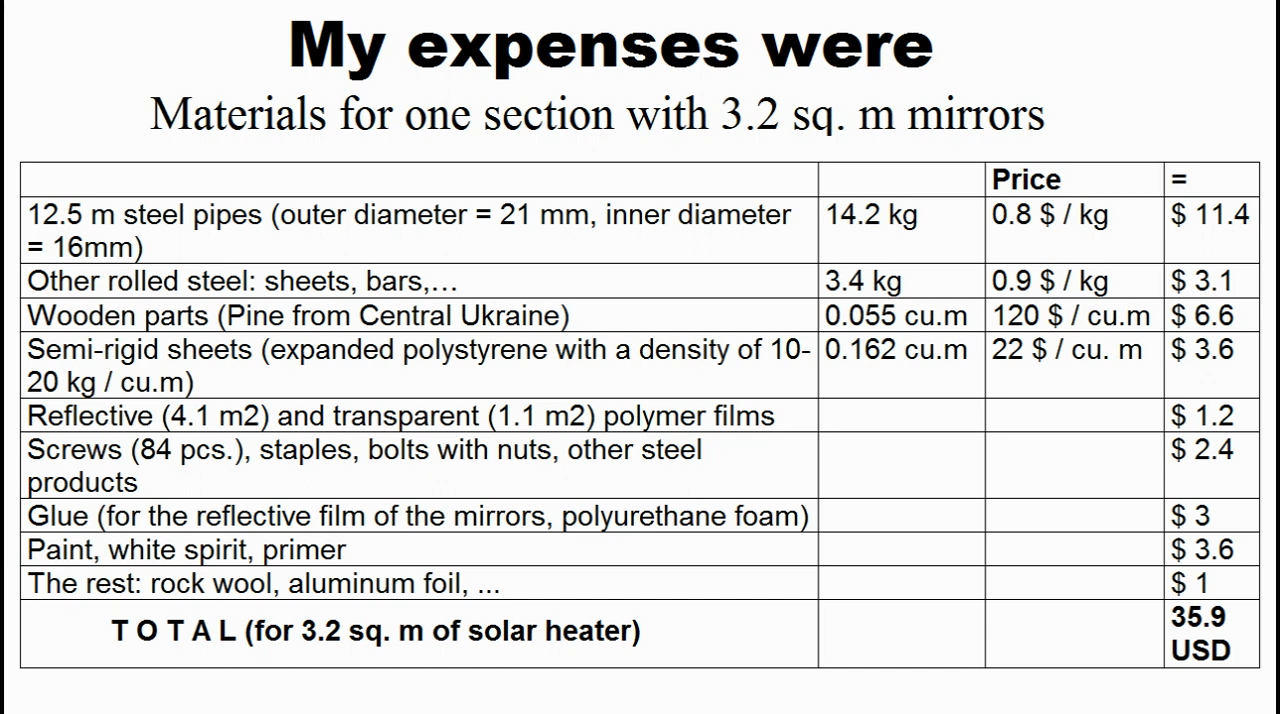 My expenses were
Materials for one section with 3.2 sq. m mirrors
Price =
12.5 m steel pipes (outer diameter = 21 mm, inner diameter 14.2 kg 0.8 $ / kg $ 11.4
= 16mm)
Other rolled steel: sheets, bars,… 3.4 kg 0.9 $ / kg $ 3.1
Wooden parts (Pine from Central Ukraine) 0.055 cu.m 120 $ / cu.m $ 6.6
Semi-rigid sheets (expanded polystyrene with a density of 10- 0.162 cu.m 22 $ / cu. m $ 3.6
20 kg / cu.m)
Reflective (4.1 m2) and transparent (1.1 m2) polymer films $ 1.2
Screws (84 pcs.), staples, bolts with nuts, other steel $ 2.4
products
Glue (for the reflective film of the mirrors, polyurethane foam) $ 3
Paint, white spirit, primer $ 3.6
The rest: rock wool, aluminum foil, ... $ 1
T O T A L (for 3.2 sq. m of solar heater) 35.9
USD